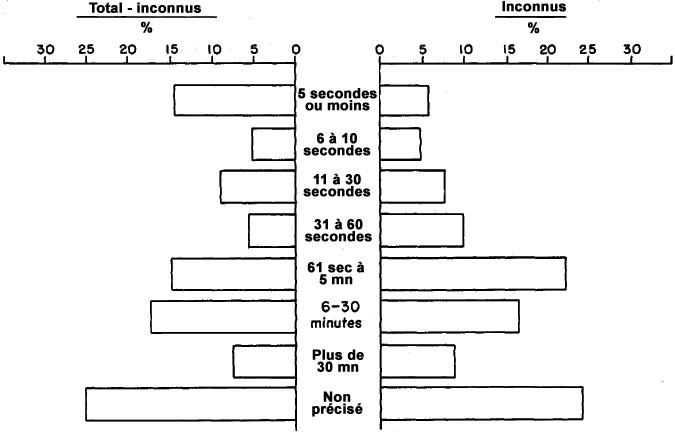 Total - inconnus
%
Inconnus
%
30 25 20 15 10 5 0
0 5 10 15 20 25 30
5 secondes
ou moins
6 à 10
secondes
11 à 30
secondes
31 à 60
secondes
61 sec à
5 mn
6-30
minutes
Plus de
30 mn
Non
précisé